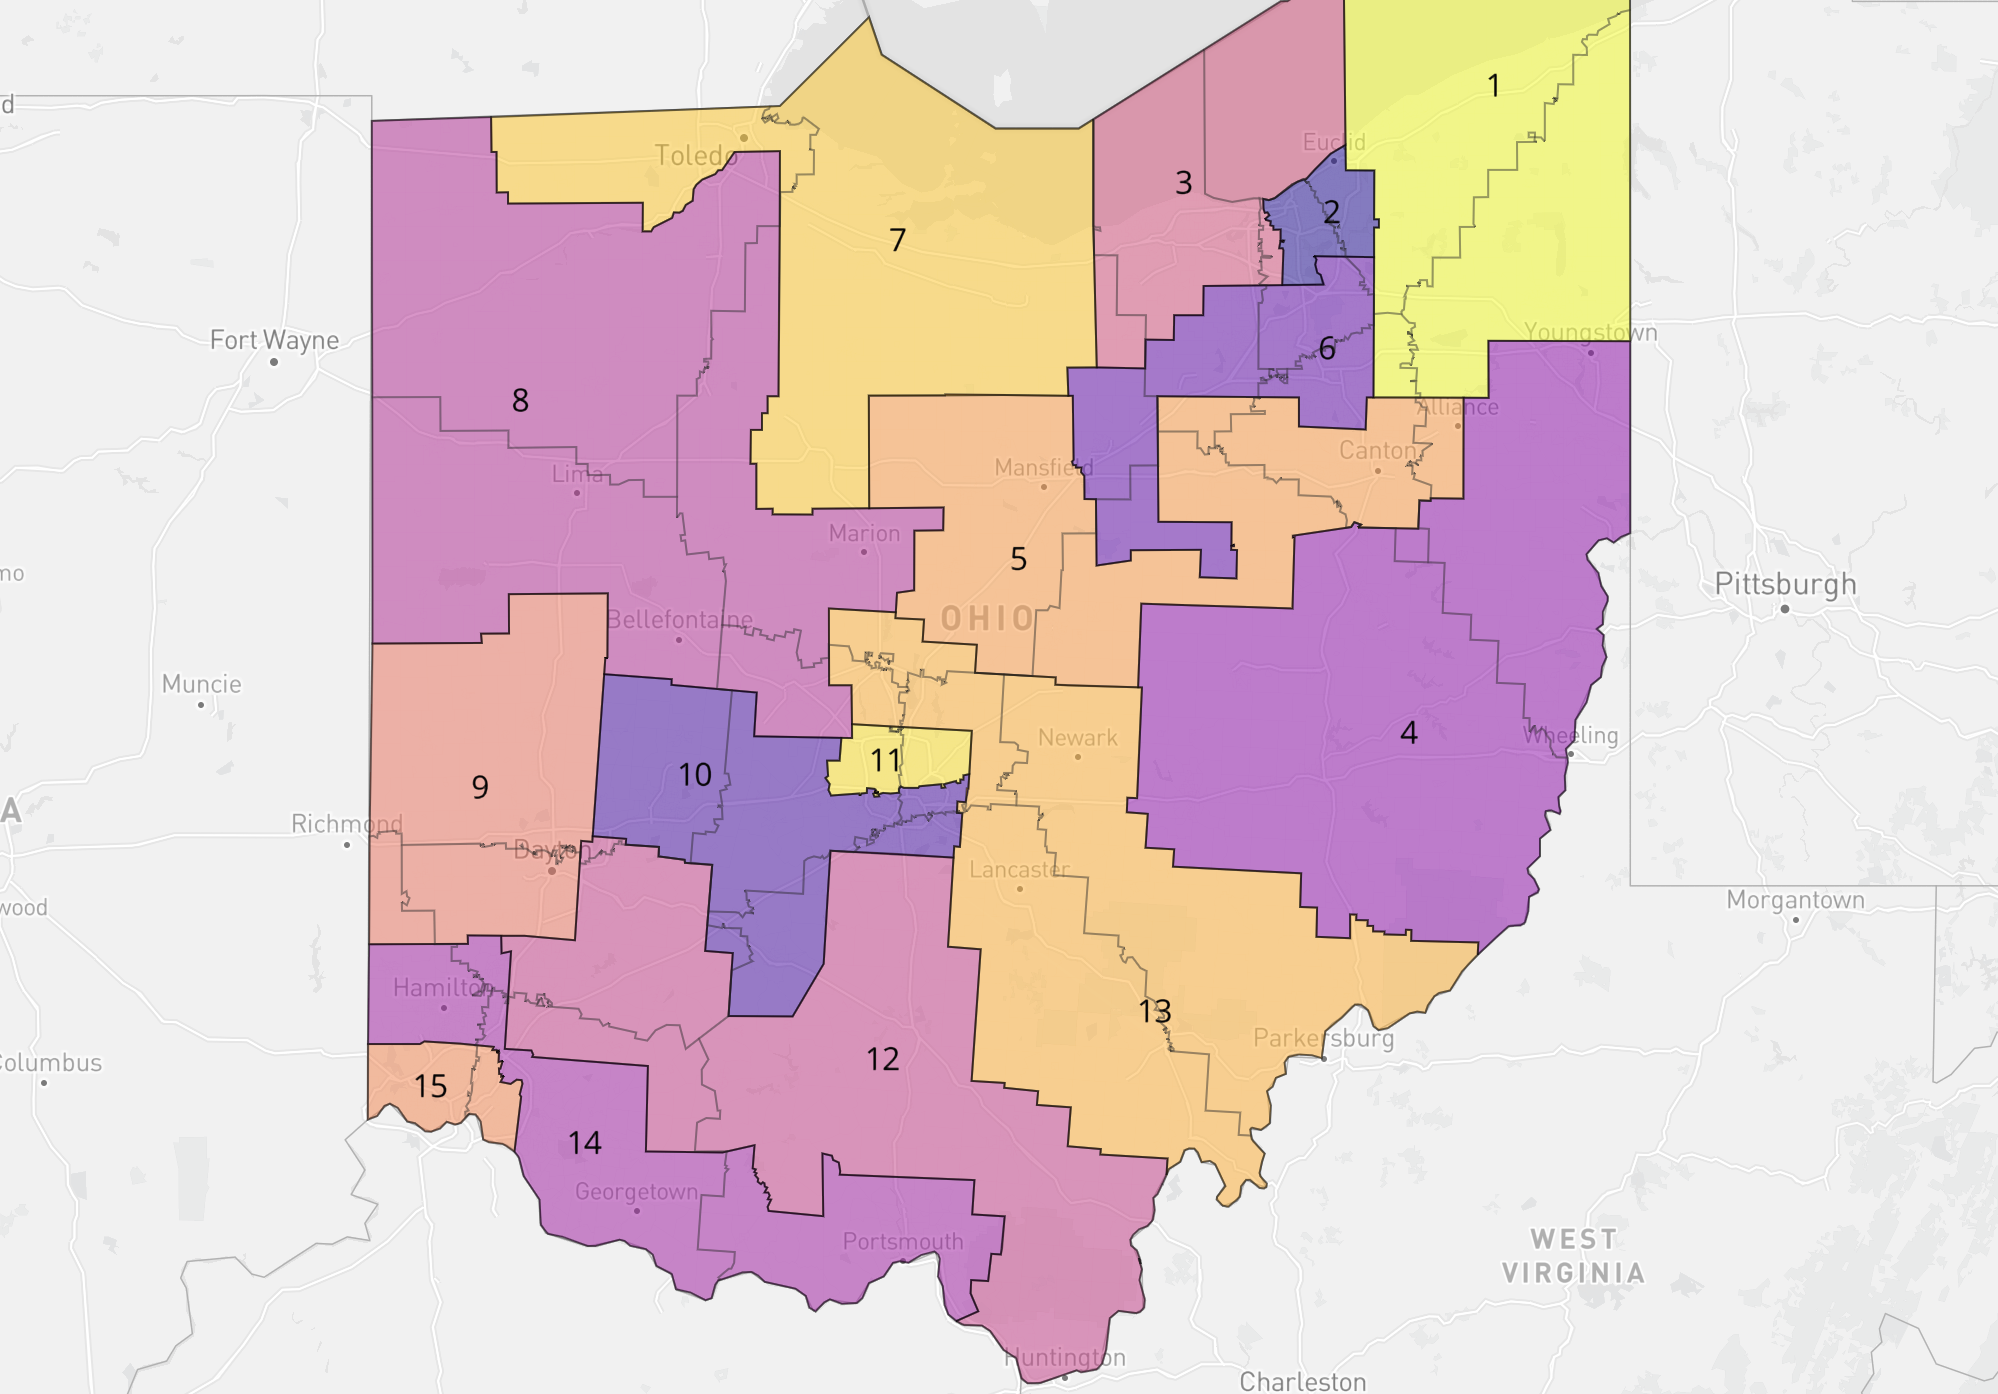 1
d
Euclid
Toledo
3
2
7
Youngstown
Fort Wayne
6
8
Alliance
Canton
Mansfield
Lima
Marion
5
mo
Pittsburgh
OHIO
Bellefontaine
Muncie
4
Wheeling
Newark
11
10
9
A
Richmond
Dayton
Lancaster
Morgantown
wood
Hamilton
13
Parkersburg
12
Columbus
15
14
Georgetown
Portsmouth
WEST
VIRGINIA
Huntington
Charleston